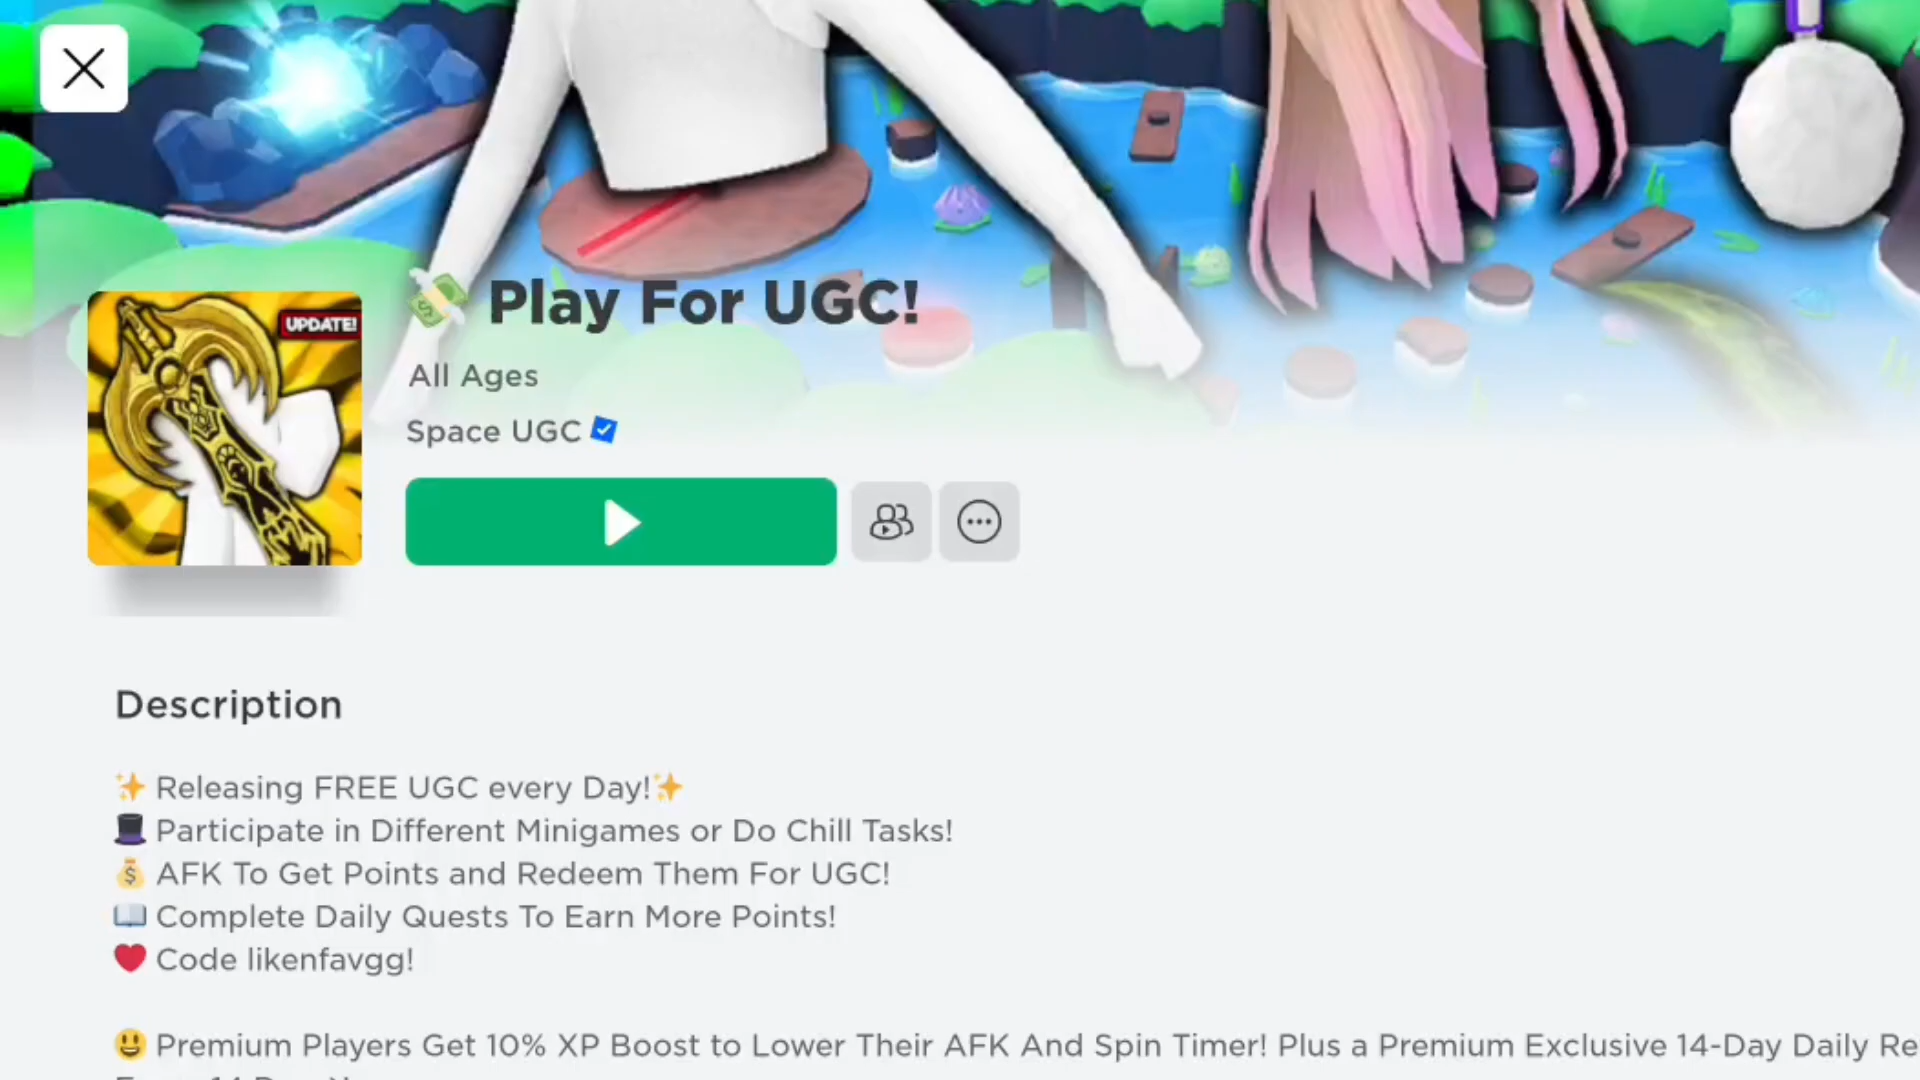 Play For UGC!
UPDATE!
All Ages
Space UGC
Description
✨ Releasing FREE UGC every Day!✨
🎩 Participate in Different Minigames or Do Chill Tasks!
💰 AFK To Get Points and Redeem Them For UGC!
📖 Complete Daily Quests To Earn More Points!
❤️ Code likenfavgg!
😃 Premium Players Get 10% XP Boost to Lower Their AFK And Spin Timer! Plus a Premium Exclusive 14-Day Daily Re